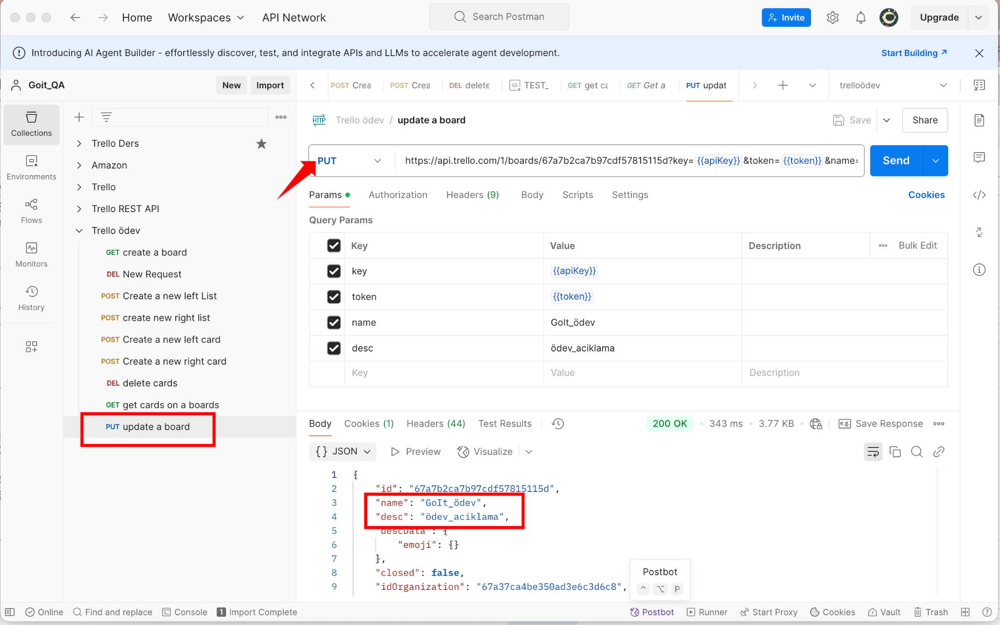 Home Workspaces API Network Search Postman Invite Upgrade
Introducing AI Agent Builder - effortlessly discover, test, and integrate APIs and LLMs to accelerate agent development. Start Building
Goit_QA New Import
POST Crea POST Crea DEL delete TEST_ GET get ca GET Get a PUT updat trelloödev
Collections
Environments
Flows
Monitors
History
Trello Ders
Amazon
Trello
Trello REST API
Trello ödev
GET create a board
DEL New Request
POST Create a new left List
POST create new right list
POST Create a new left card
POST Create a new right card
DEL delete cards
GET get cards on a boards
PUT update a board
HTTP Trello ödev / update a board Save Share
PUT https://api.trello.com/1/boards/67a7b2ca7b97cdf57815115d?key= {{apiKey}} &token= {{token}} &name= Send
Params Authorization Headers (9) Body Scripts Settings Cookies
Query Params
Key Value Description Bulk Edit
key {{apiKey}}
token {{token}}
name GoIt_ödev
desc ödev_aciklama
Key Value Description
Body Cookies (1) Headers (44) Test Results 200 OK 343 ms 3.77 KB e.g. Save Response
{} JSON Preview Visualize
1 {
2 "id": "67a7b2ca7b97cdf57815115d",
3 "name": "GoIt_ödev",
4 "desc": "ödev_aciklama",
5 "descData": {
6 "emoji": {}
7 },
8 "closed": false,
9 "idOrganization": "67a37ca4be350ad3e6c3d6c8",
Postbot
^ ⌥ P
Online Find and replace Console 1 Import Complete Postbot Runner Start Proxy Cookies Vault Trash